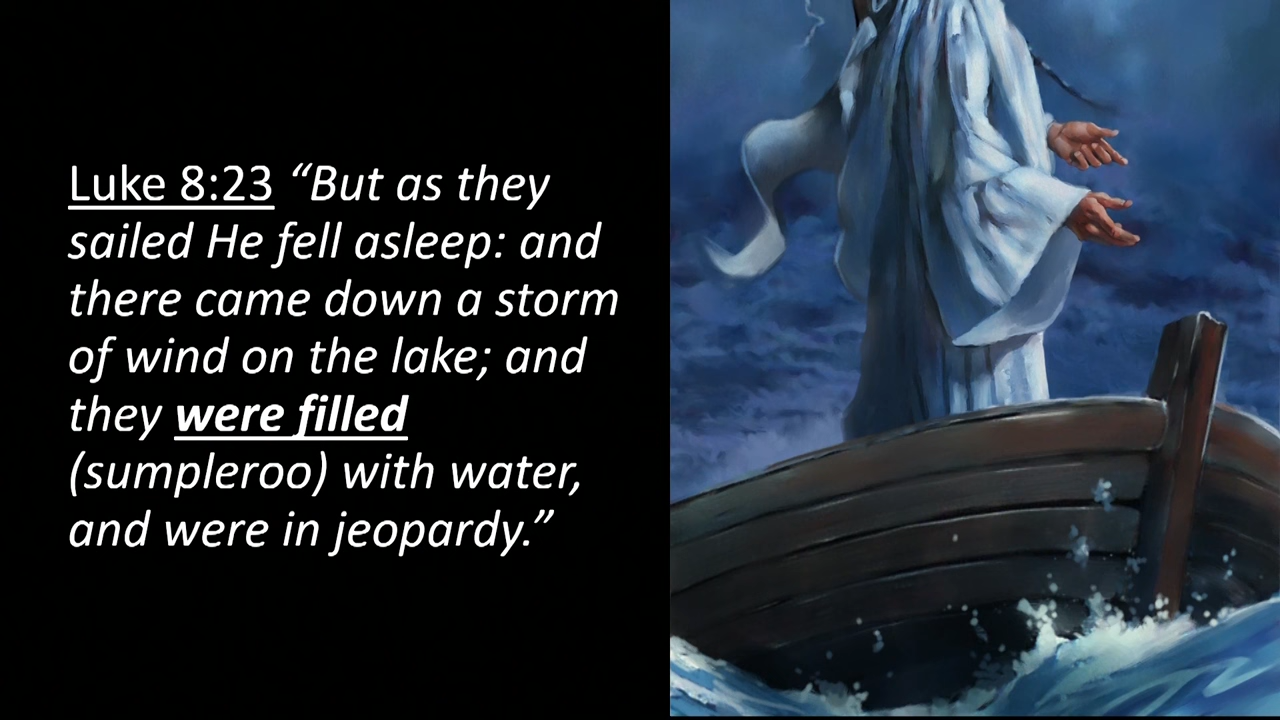 Luke 8:23 “But as they
sailed He fell asleep: and
there came down a storm
of wind on the lake; and
they were filled
(sumpleroo) with water,
and were in jeopardy.”